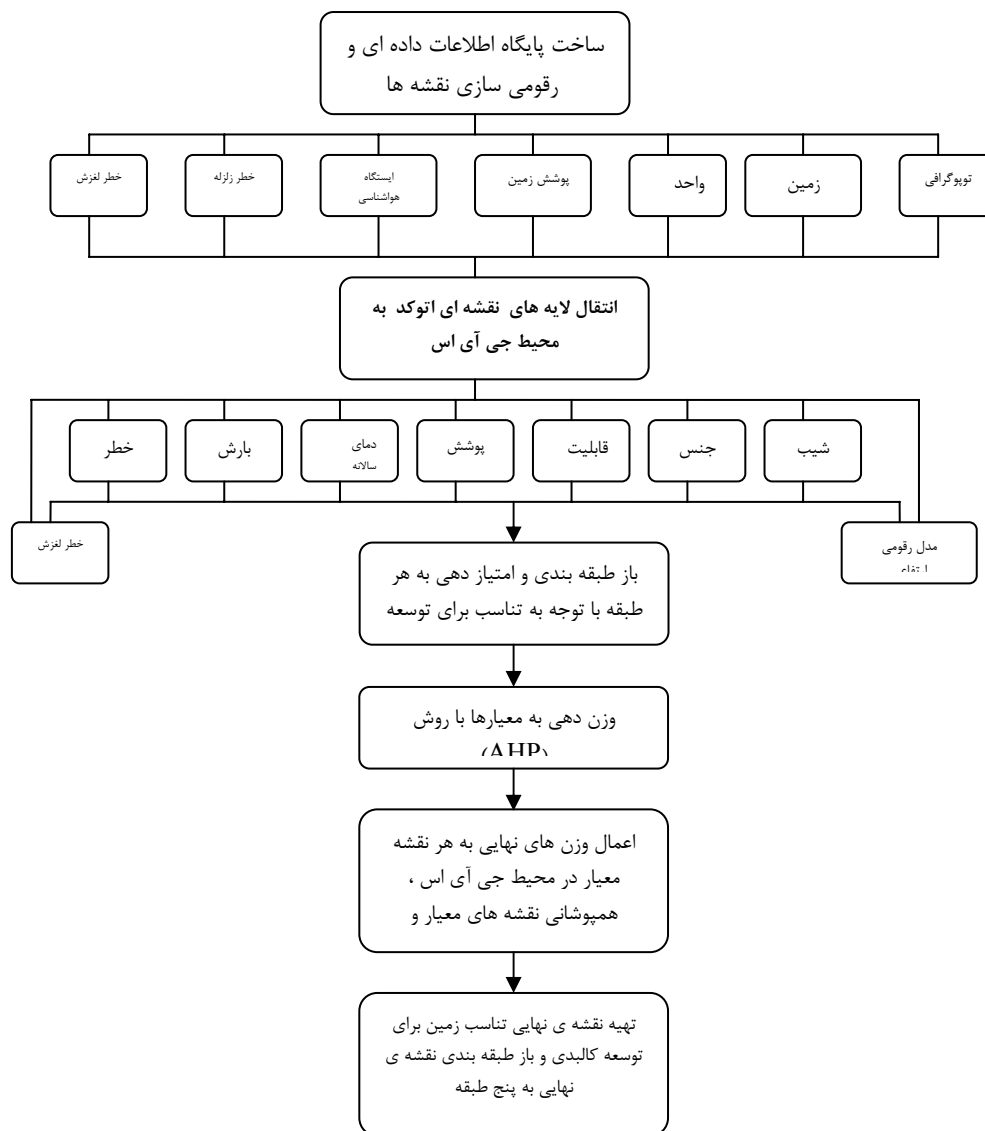 ساخت پایگاه اطلاعات داده ای و
رقومی سازی نقشه ها
توپوگرافی
زمین
واحد
پوشش زمین
ایستگاه
هواشناسی
خطر زلزله
خطر لغزش
انتقال لایه های نقشه ای اتوکد به
محیط جی آی اس
شیب
جنس
قابلیت
پوشش
دمای
سالانه
بارش
خطر
مدل رقومی
خطر لغزش
باز طبقه بندی و امتیاز دهی به هر
طبقه با توجه به تناسب برای توسعه
وزن دهی به معیارها با روش
(AHP)
اعمال وزن های نهایی به هر نقشه
معیار در محیط جی آی اس ،
همپوشانی نقشه های معیار و
تهیه نقشه ی نهایی تناسب زمین برای
توسعه کالبدی و باز طبقه بندی نقشه ی
نهایی به پنج طبقه